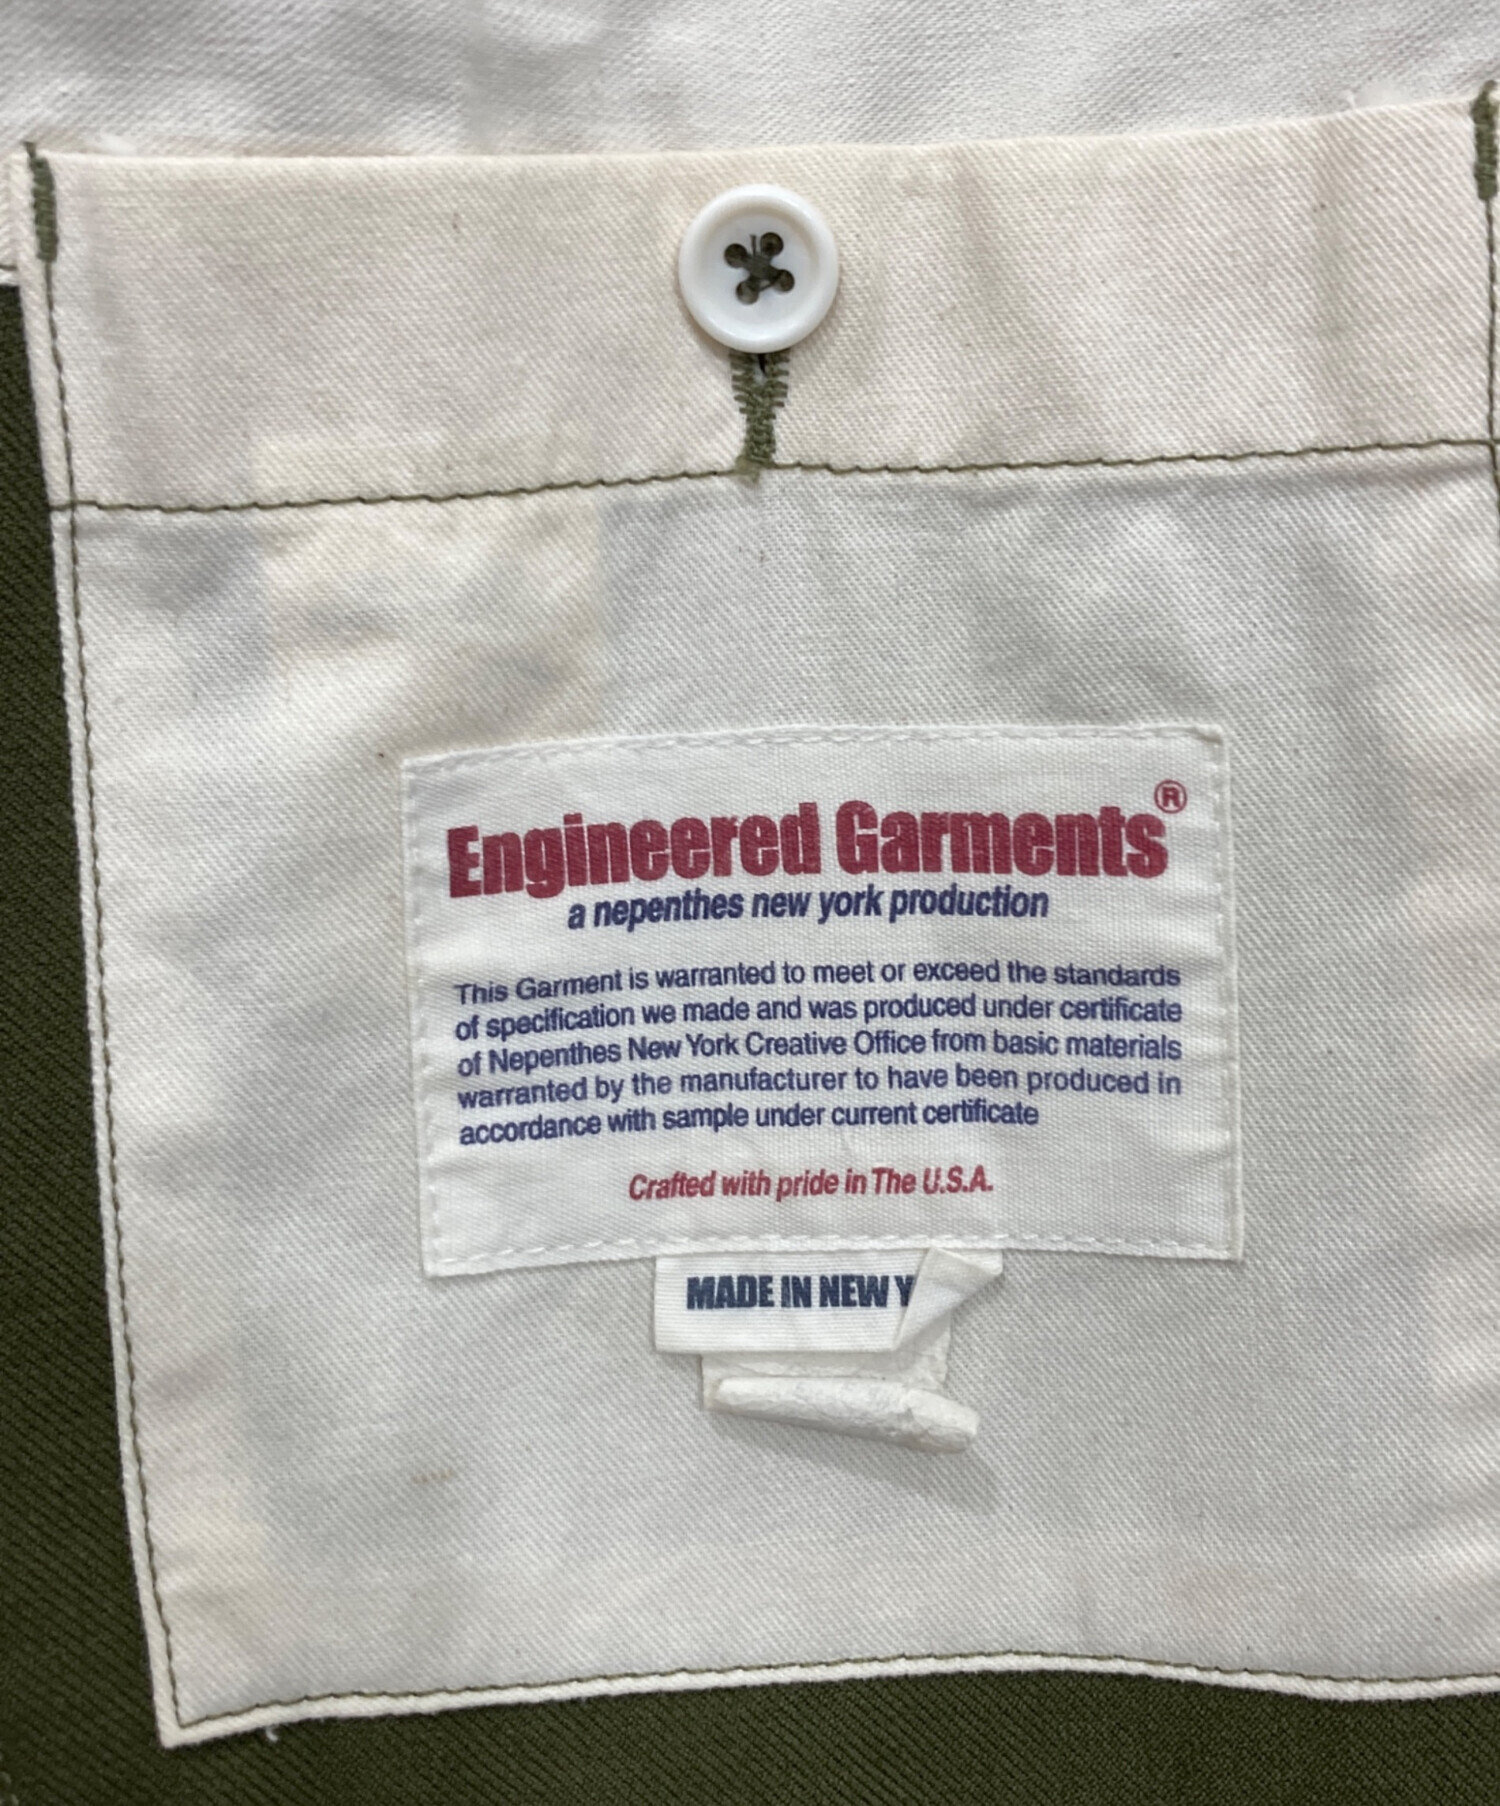 Engineered Garments®
a nepenthes new york production
This Garment is warranted to meet or exceed the standards
of specification we made and was produced under certificate
of Nepenthes New York Creative Office from basic materials
warranted by the manufacturer to have been produced in
accordance with sample under current certificate
Crafted with pride in The U.S.A.
MADE IN NEW Y